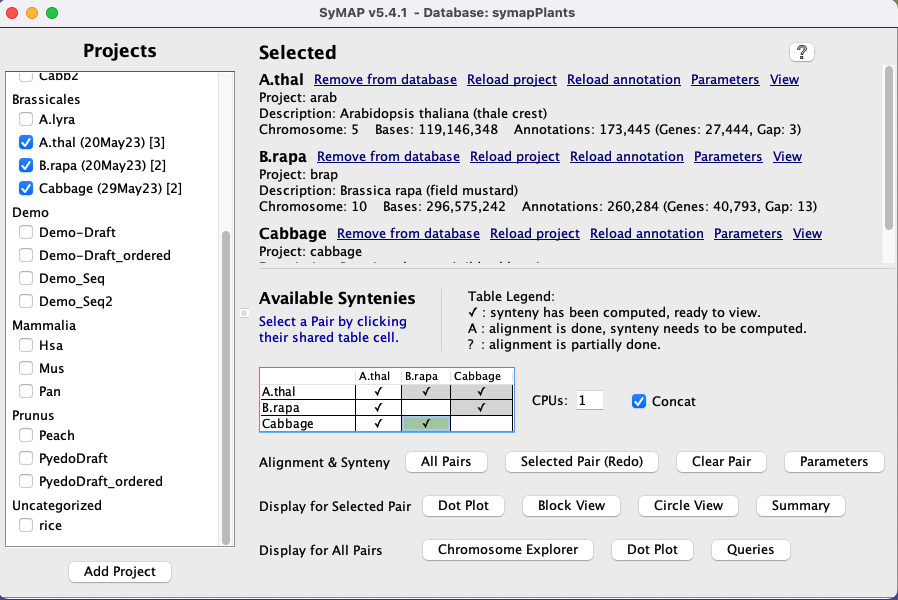 SyMAP v5.4.1 - Database: symapPlants
Projects
Cabb2
Brassicales
A.lyra
A.thal (20May23) [3]
B.rapa (20May23) [2]
Cabbage (29May23) [2]
Demo
Demo-Draft
Demo-Draft_ordered
Demo_Seq
Demo_Seq2
Mammalia
Hsa
Mus
Pan
Prunus
Peach
PyedoDraft
PyedoDraft_ordered
Uncategorized
rice
Add Project
Selected ?
A.thal Remove from database Reload project Reload annotation Parameters View
Project: arab
Description: Arabidopsis thaliana (thale crest)
Chromosome: 5 Bases: 119,146,348 Annotations: 173,445 (Genes: 27,444, Gap: 3)
B.rapa Remove from database Reload project Reload annotation Parameters View
Project: brap
Description: Brassica rapa (field mustard)
Chromosome: 10 Bases: 296,575,242 Annotations: 260,284 (Genes: 40,793, Gap: 13)
Cabbage Remove from database Reload project Reload annotation Parameters View
Project: cabbage
Available Syntenies
Select a Pair by clicking
their shared table cell.
Table Legend:
✓ : synteny has been computed, ready to view.
A : alignment is done, synteny needs to be computed.
? : alignment is partially done.
A.thal B.rapa Cabbage
A.thal ✓ ✓ ✓
B.rapa ✓ ✓
Cabbage ✓ ✓
CPUs: 1 Concat
Alignment & Synteny All Pairs Selected Pair (Redo) Clear Pair Parameters
Display for Selected Pair Dot Plot Block View Circle View Summary
Display for All Pairs Chromosome Explorer Dot Plot Queries